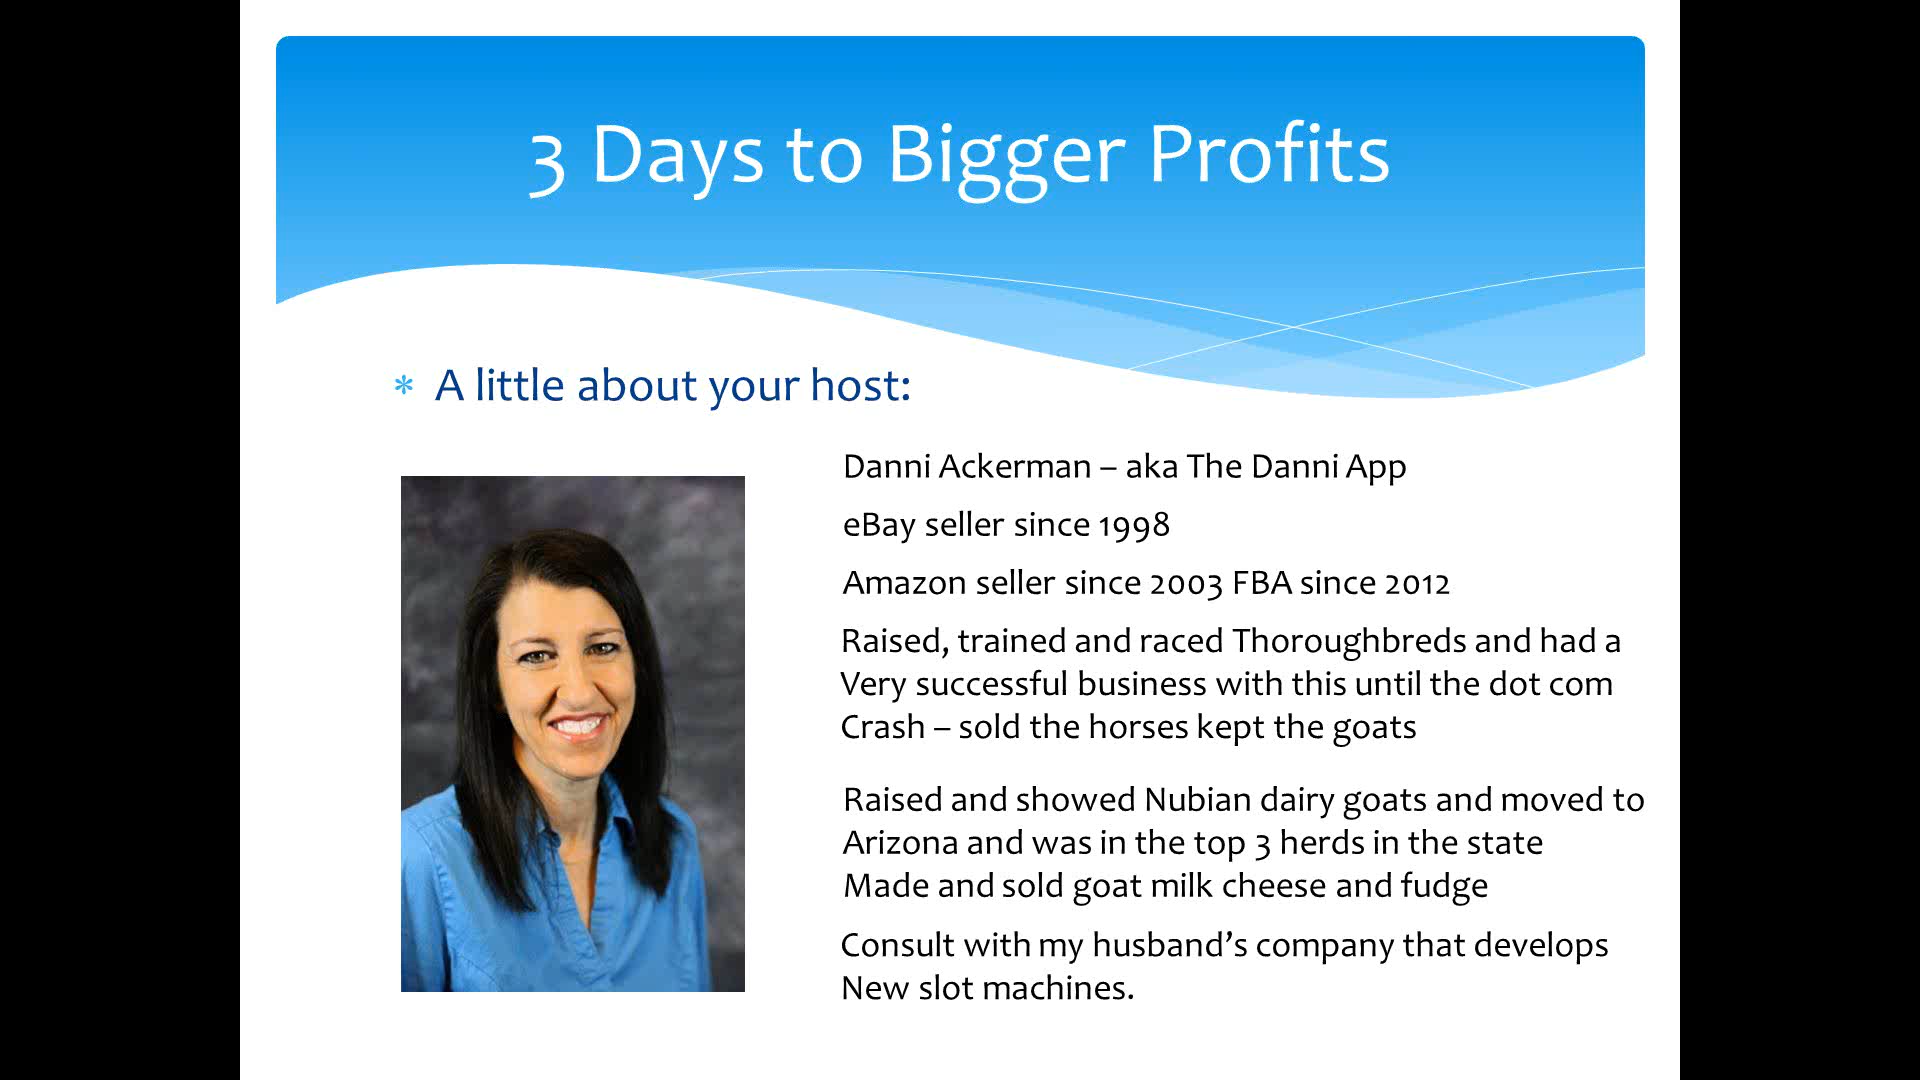 3 Days to Bigger Profits
* A little about your host:
Danni Ackerman – aka The Danni App
eBay seller since 1998
Amazon seller since 2003 FBA since 2012
Raised, trained and raced Thoroughbreds and had a
Very successful business with this until the dot com
Crash – sold the horses kept the goats
Raised and showed Nubian dairy goats and moved to
Arizona and was in the top 3 herds in the state
Made and sold goat milk cheese and fudge
Consult with my husband’s company that develops
New slot machines.